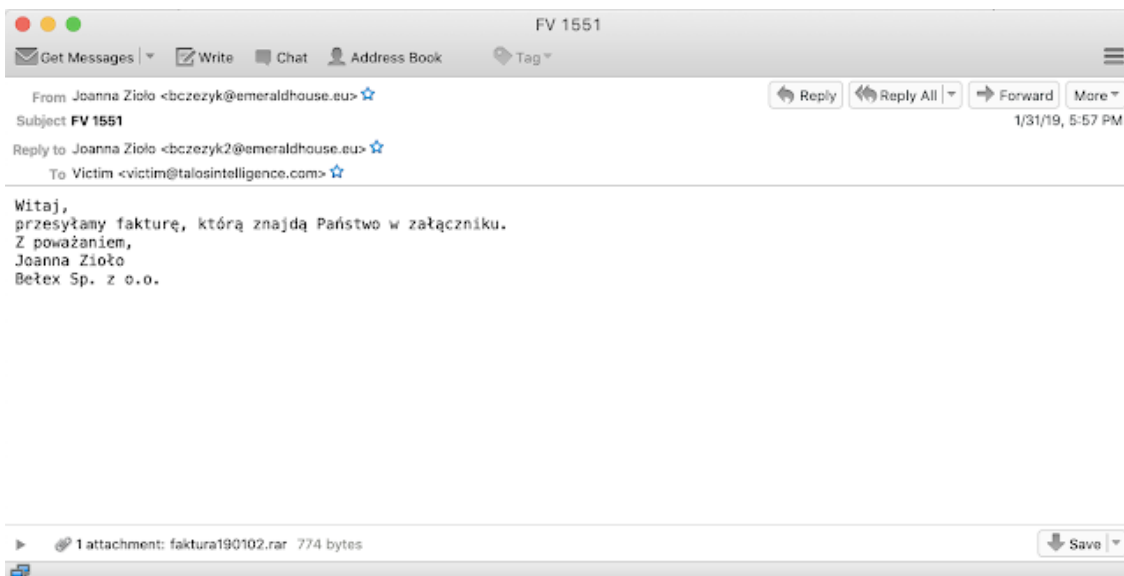 FV 1551
Get Messages Write Chat Address Book Tag
From Joanna Zioło <bczezyk@emeraldhouse.eu> Reply Reply All Forward More
Subject FV 1551 1/31/19, 5:57 PM
Reply to Joanna Zioło <bczezyk2@emeraldhouse.eu>
To Victim <victim@talosintelligence.com>
Witaj,
przesyłamy fakturę, którą znajdą Państwo w załączniku.
Z poważaniem,
Joanna Zioło
Bełex Sp. z o.o.
1 attachment: faktura190102.rar 774 bytes Save